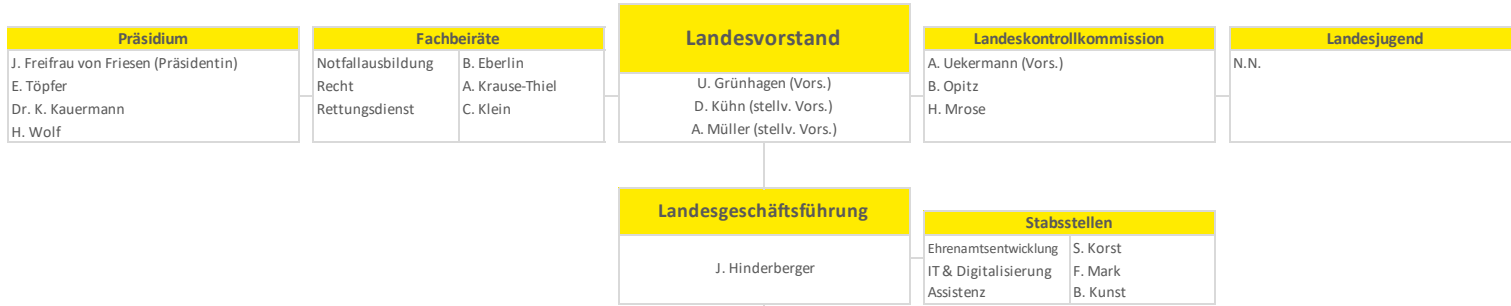 Präsidium
J. Freifrau von Friesen (Präsidentin)
E. Töpfer
Dr. K. Kauermann
H. Wolf
Fachbeiräte
Notfallausbildung B. Eberlin
Recht A. Krause-Thiel
Rettungsdienst C. Klein
Landesvorstand
U. Grünhagen (Vors.)
D. Kühn (stellv. Vors.)
A. Müller (stellv. Vors.)
Landeskontrollkommission
A. Uekermann (Vors.)
B. Opitz
H. Mrose
Landesjugend
N.N.
Landesgeschäftsführung
J. Hinderberger
Stabsstellen
Ehrenamtsentwicklung S. Korst
IT & Digitalisierung F. Mark
Assistenz B. Kunst